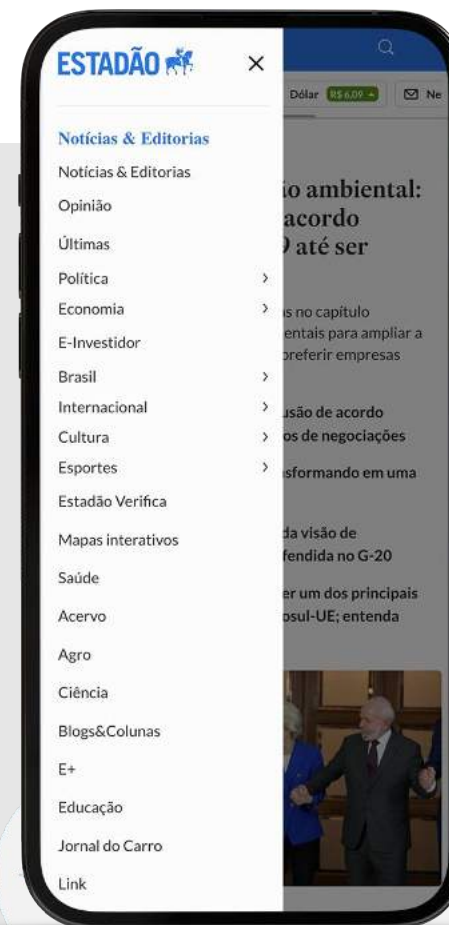 ESTADÃO
Notícias & Editorias
Notícias & Editorias
Opinião
Últimas
Política
Economia
E-Investidor
Brasil
Internacional
Cultura
Esportes
Estadão Verifica
Mapas interativos
Saúde
Acervo
Agro
Ciência
Blogs&Colunas
E+
Educação
Jornal do Carro
Link
Dólar R$ 6,09 Ne
ão ambiental:
acordo
9 até ser
as no capítulo
entais para ampliar a
preferir empresas
usão de acordo
os de negociações
nsformando em uma
da visão de
fendida no G-20
er um dos principais
osul-UE; entenda